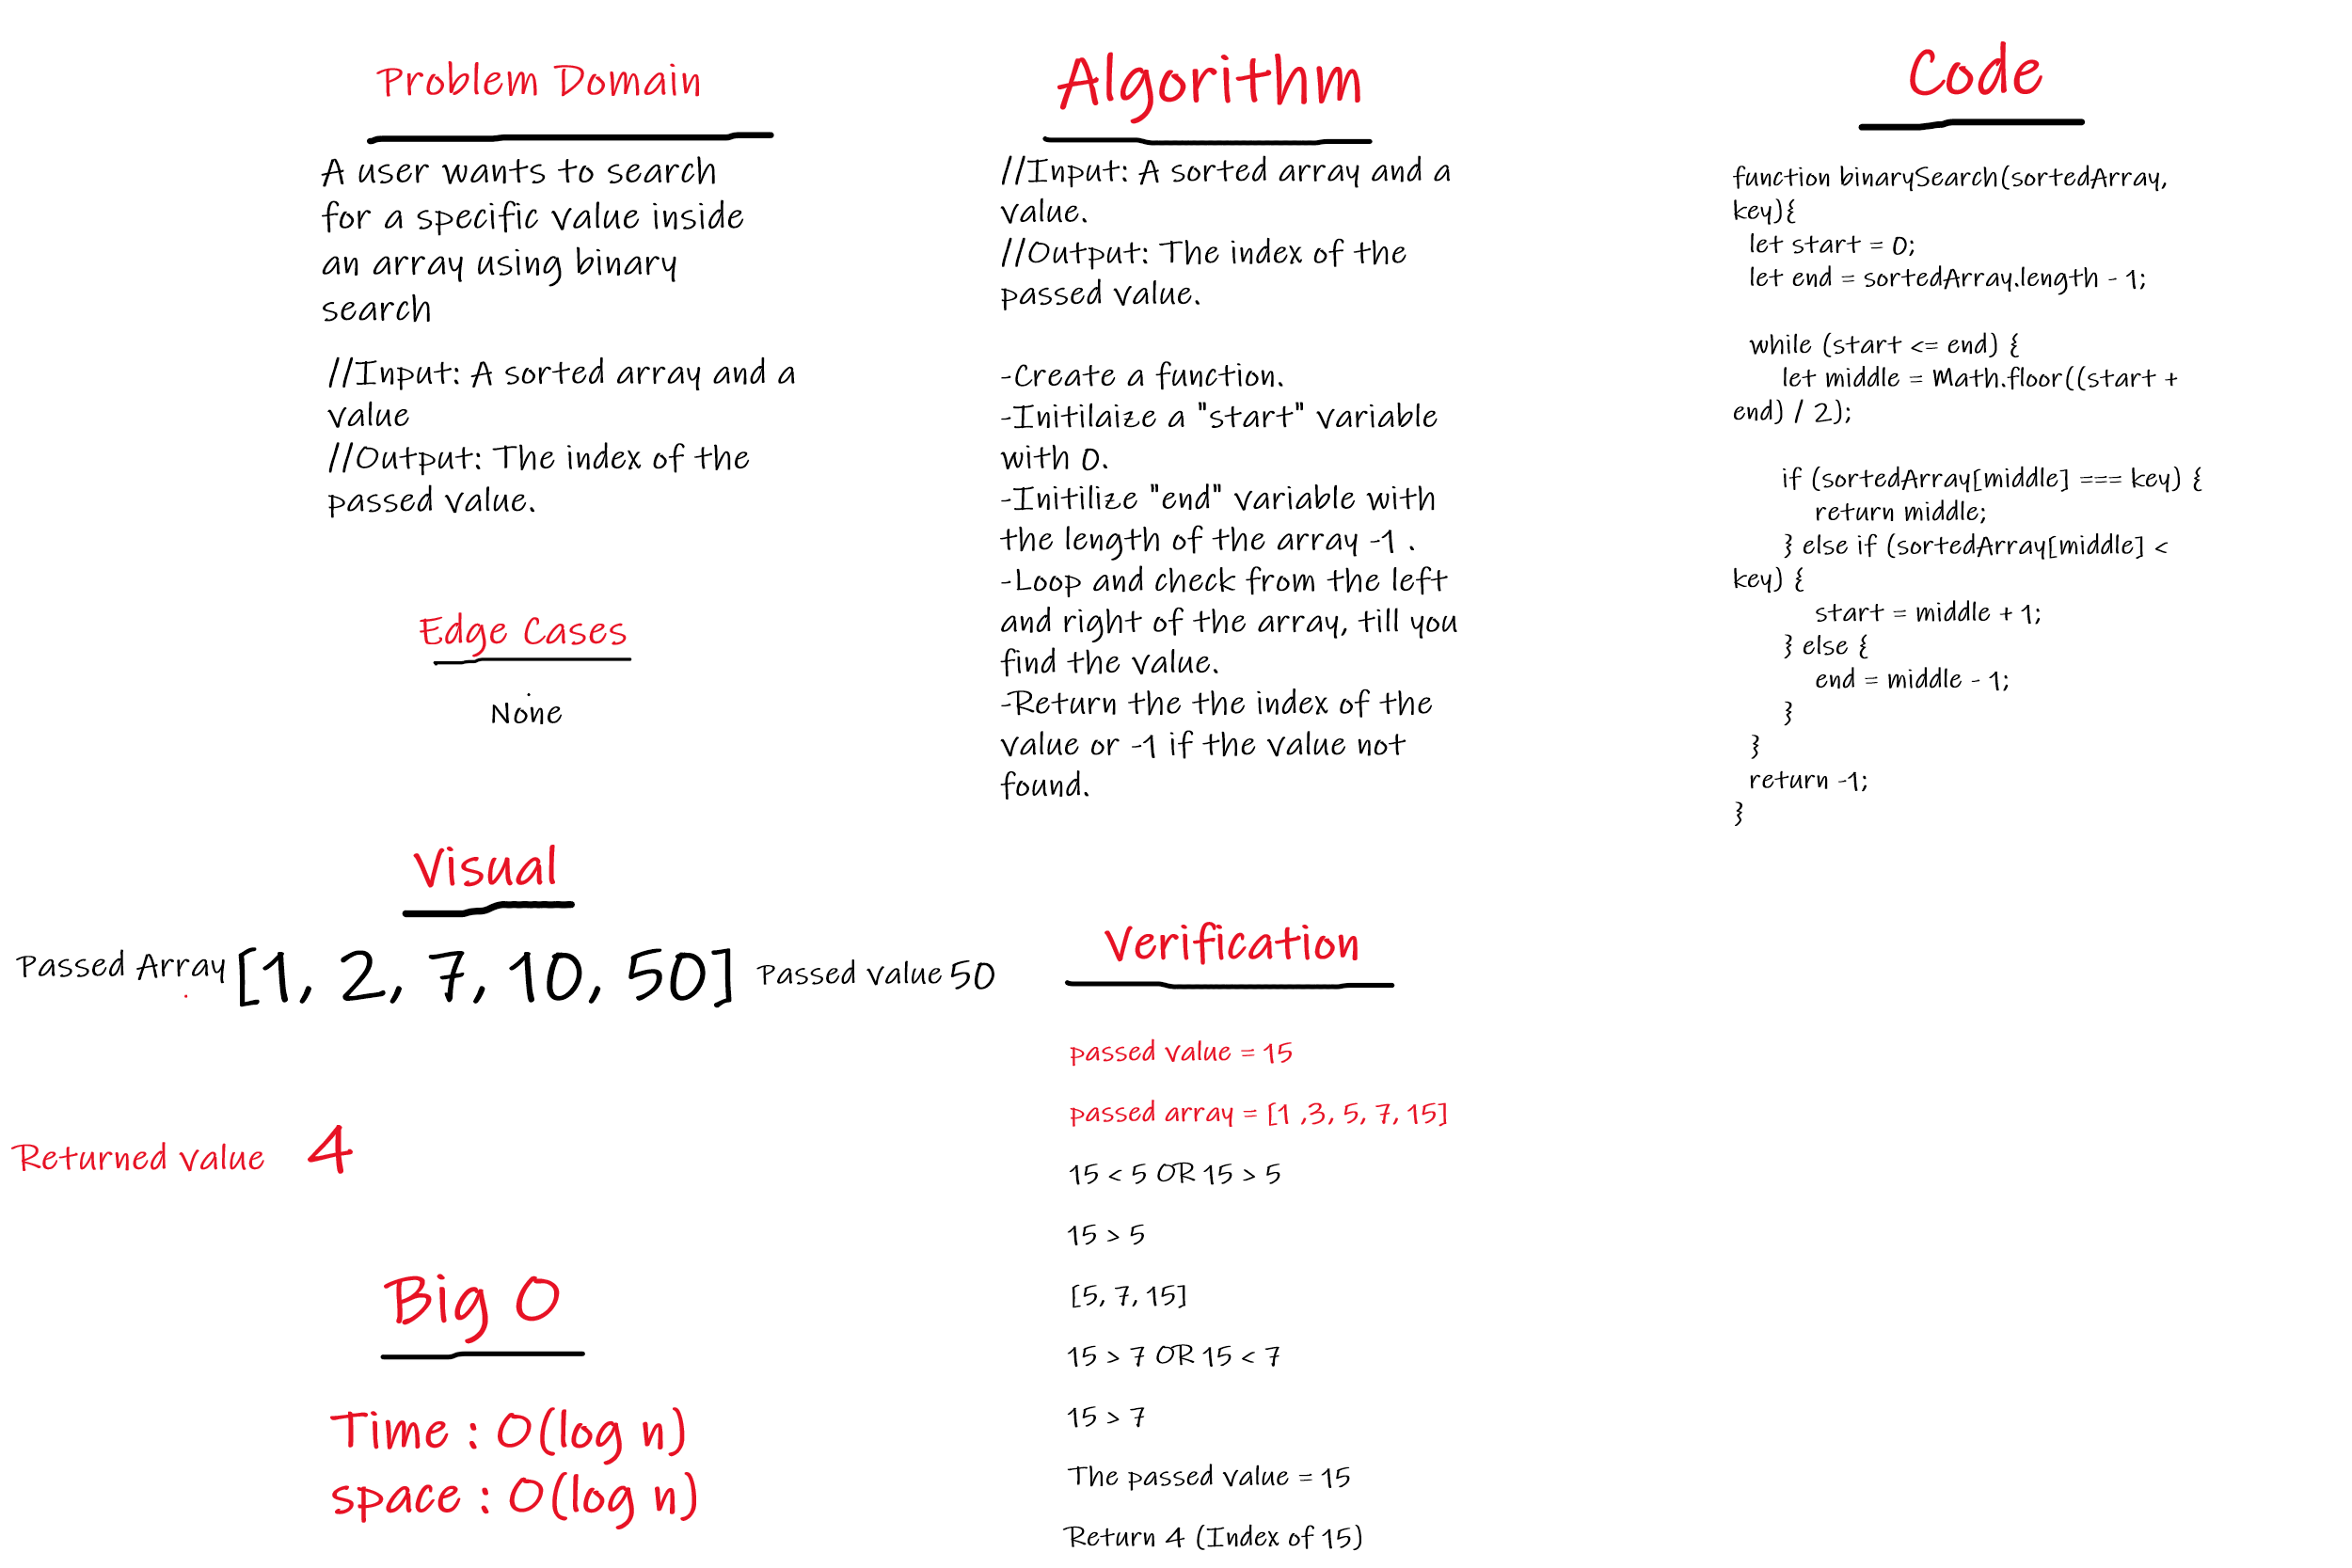 Problem Domain
A user wants to search
for a specific value inside
an array using binary
search
//Input: A sorted array and a
value
//Output: The index of the
passed value.
Edge Cases
None
Visual
Passed Array [1, 2, 7, 10, 50] Passed value 50
Returned value 4
Big O
Time : O(log n)
space : O(log n)
Algorithm
//Input: A sorted array and a
value.
//Output: The index of the
passed value.
-Create a function.
-Initilaize a "start" variable
with 0.
-Initilize "end" variable with
the length of the array -1 .
-Loop and check from the left
and right of the array, till you
find the value.
-Return the the index of the
value or -1 if the value not
found.
Verification
passed value = 15
passed array = [1 ,3, 5, 7, 15]
15 < 5 OR 15 > 5
15 > 5
[5, 7, 15]
15 > 7 OR 15 < 7
15 > 7
The passed value = 15
Return 4 (Index of 15)
Code
function binarySearch(sortedArray,
key){
let start = 0;
let end = sortedArray.length - 1;
while (start <= end) {
let middle = Math.floor((start +
end) / 2);
if (sortedArray[middle] === key) {
return middle;
} else if (sortedArray[middle] <
key) {
start = middle + 1;
} else {
end = middle - 1;
}
}
return -1;
}